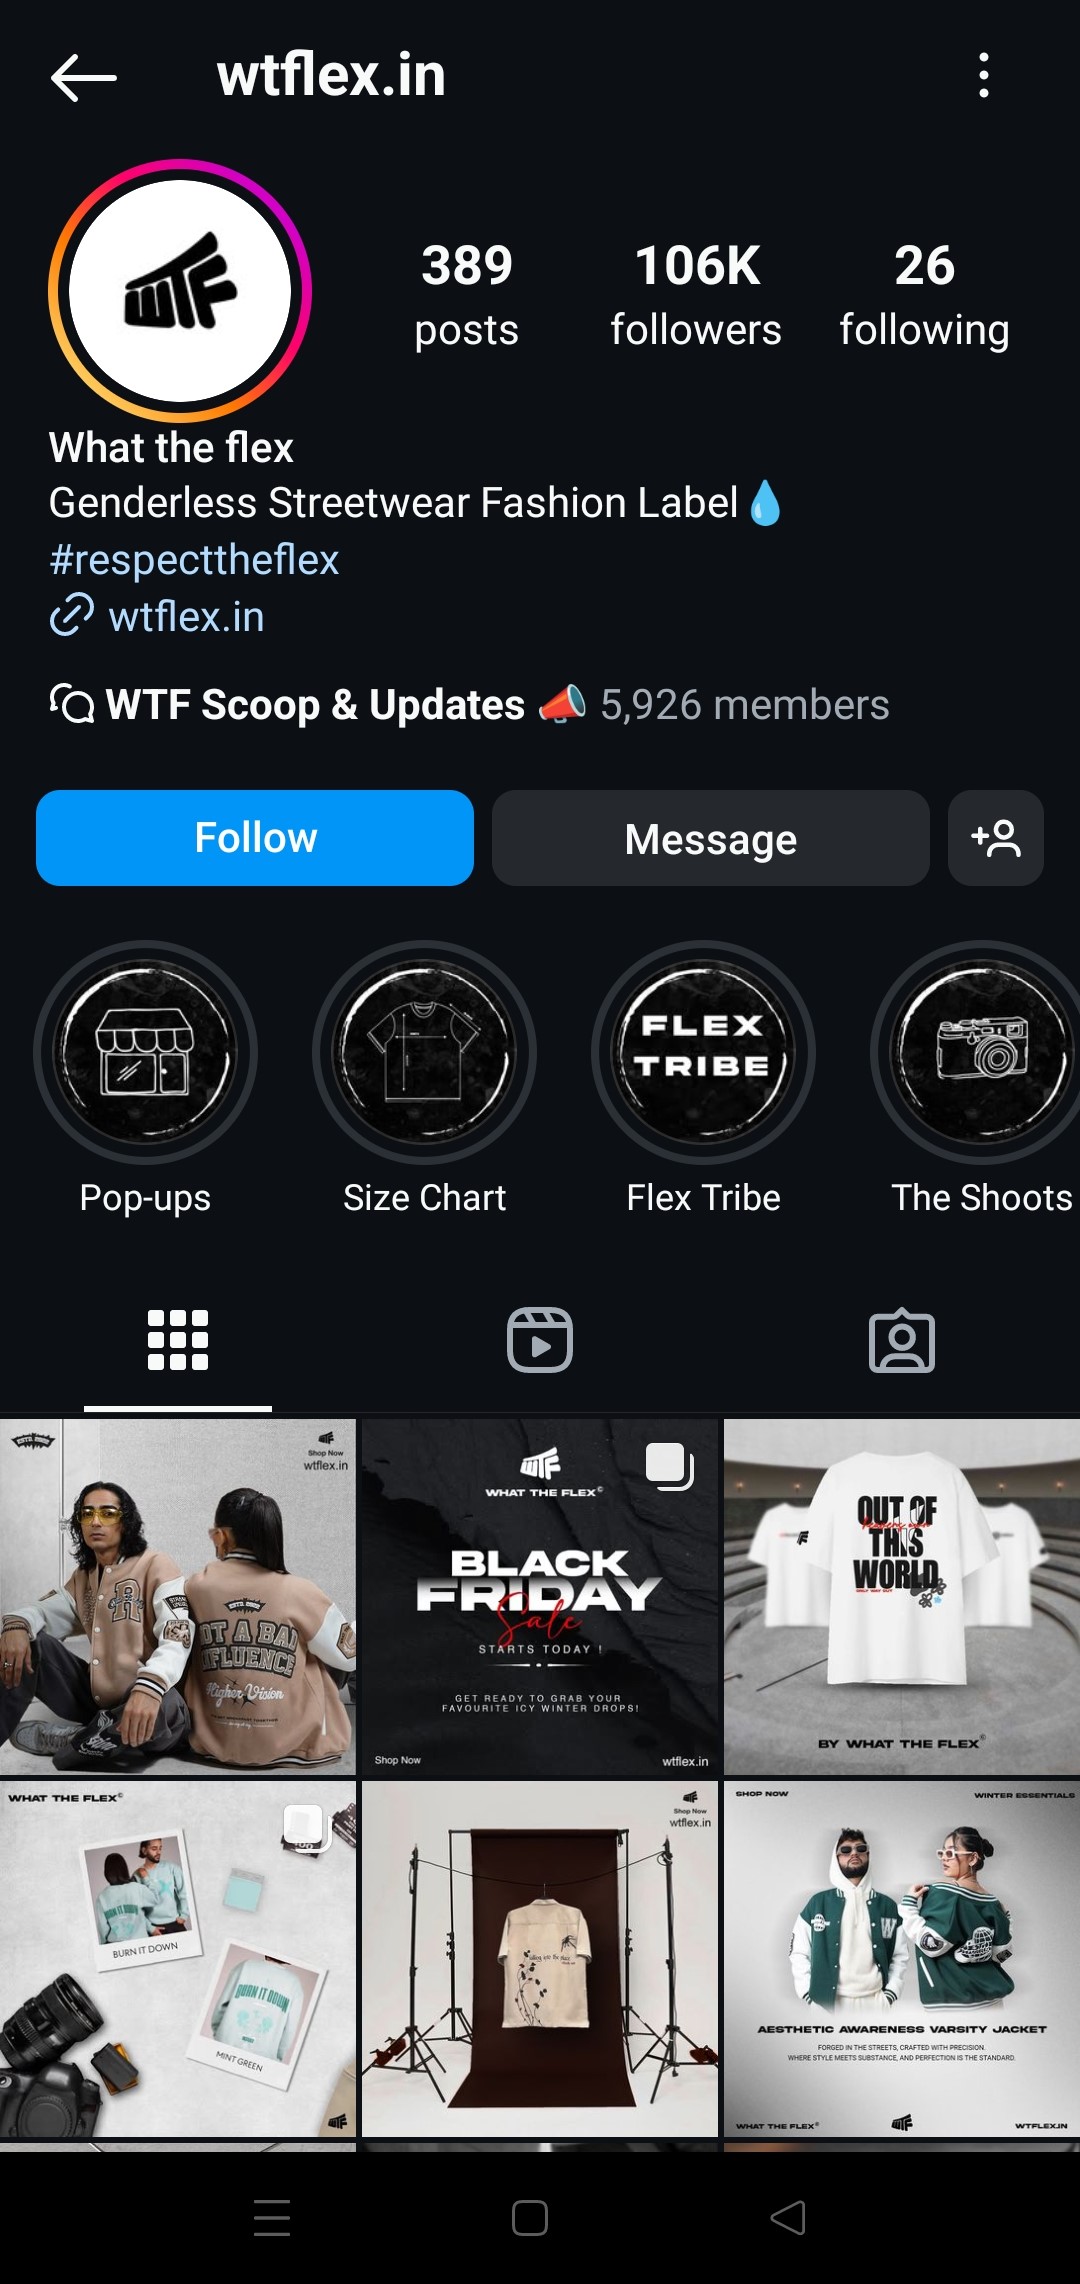 wtflex.in
WTF
389 posts
106K followers
26 following
What the flex
Genderless Streetwear Fashion Label
#respecttheflex
wtflex.in
WTF Scoop & Updates 5,926 members
Follow
Message
FLEX
TRIBE
Pop-ups
Size Chart
Flex Tribe
The Shoots
Shop Now
wtflex.in
R
NOT A BAD
INFLUENCE
Higher Vision
WTF
WHAT THE FLEX©
BLACK
FRIDAY
Sale
STARTS TODAY !
GET READY TO GRAB YOUR
FAVOURITE ICY WINTER DROPS!
Shop Now
wtflex.in
OUT OF
THIS
WORLD
BY WHAT THE FLEX©
WHAT THE FLEX©
BURN IT DOWN
BURN IT DOWN
MINT GREEN
WTF
Shop Now
wtflex.in
SHOP NOW
WINTER ESSENTIALS
W
AESTHETIC AWARENESS VARSITY JACKET
FORGED IN THE STREETS, CRAFTED WITH PRECISION.
WHERE STYLE MEETS SUBSTANCE, AND PERFECTION IS THE STANDARD.
WHAT THE FLEX©
WTF
WTFLEX.IN